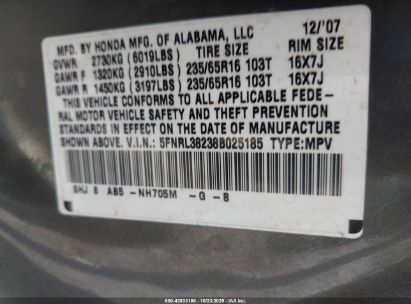 MFD. BY HONDA MFG. OF ALABAMA, LLC 12/'07
GVWR 2730KG (6019LBS) TIRE SIZE RIM SIZE
GAWR F 1320KG (2910LBS) 235/65R16 103T 16X7J
GAWR R 1450KG (3197LBS) 235/65R16 103T 16X7J
THIS VEHICLE CONFORMS TO ALL APPLICABLE FEDE-
RAL MOTOR VEHICLE SAFETY AND THEFT PREVENTION
STANDARDS IN EFFECT ON THE DATE OF MANUFACTURE
SHOWN ABOVE. V.I.N.: 5FNRL38238B025185 TYPE:MPV
SHJ E AB5 -NH705M -G -B